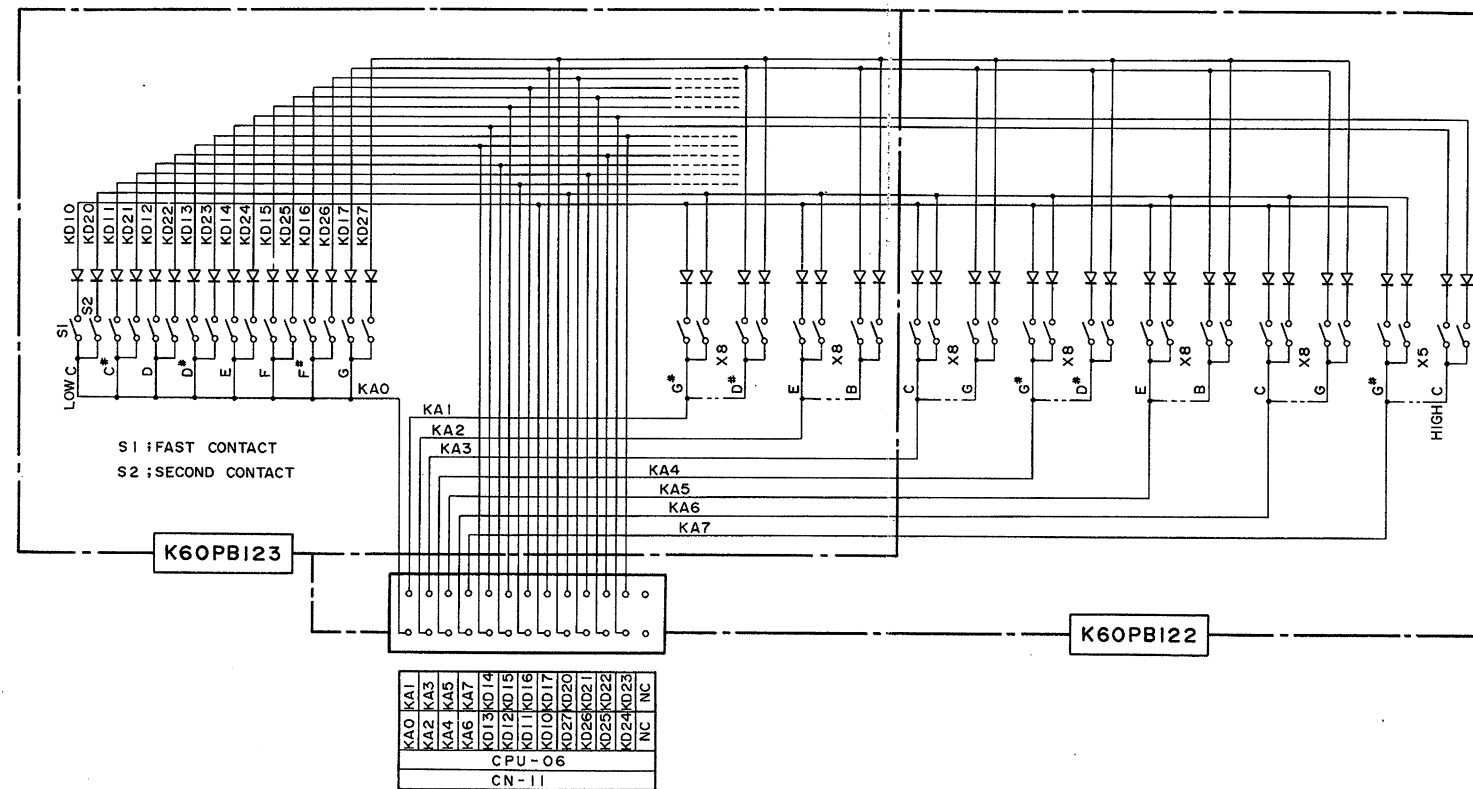 KD10
KD20
KD11
KD21
KD12
KD22
KD13
KD23
KD14
KD24
KD15
KD25
KD16
KD26
KD17
KD27
S1
S2
LOW C
C#
D
D#
E
F
F#
G
KA0
G#
X8
D#
E
X8
B
C
X8
G
G#
X8
D#
E
X8
B
C
X8
G
G#
X5
HIGH C
KA1
KA2
KA3
KA4
KA5
KA6
KA7
S1 ; FAST CONTACT
S2 ; SECOND CONTACT
K60PB123
K60PB122
KA1 KA3 KA5 KA7 KD14 KD15 KD16 KD17 KD20 KD21 KD22 KD23 NC
KA0 KA2 KA4 KA6 KD13 KD12 KD11 KD10 KD27 KD26 KD25 KD24 NC
CPU-06
CN-11